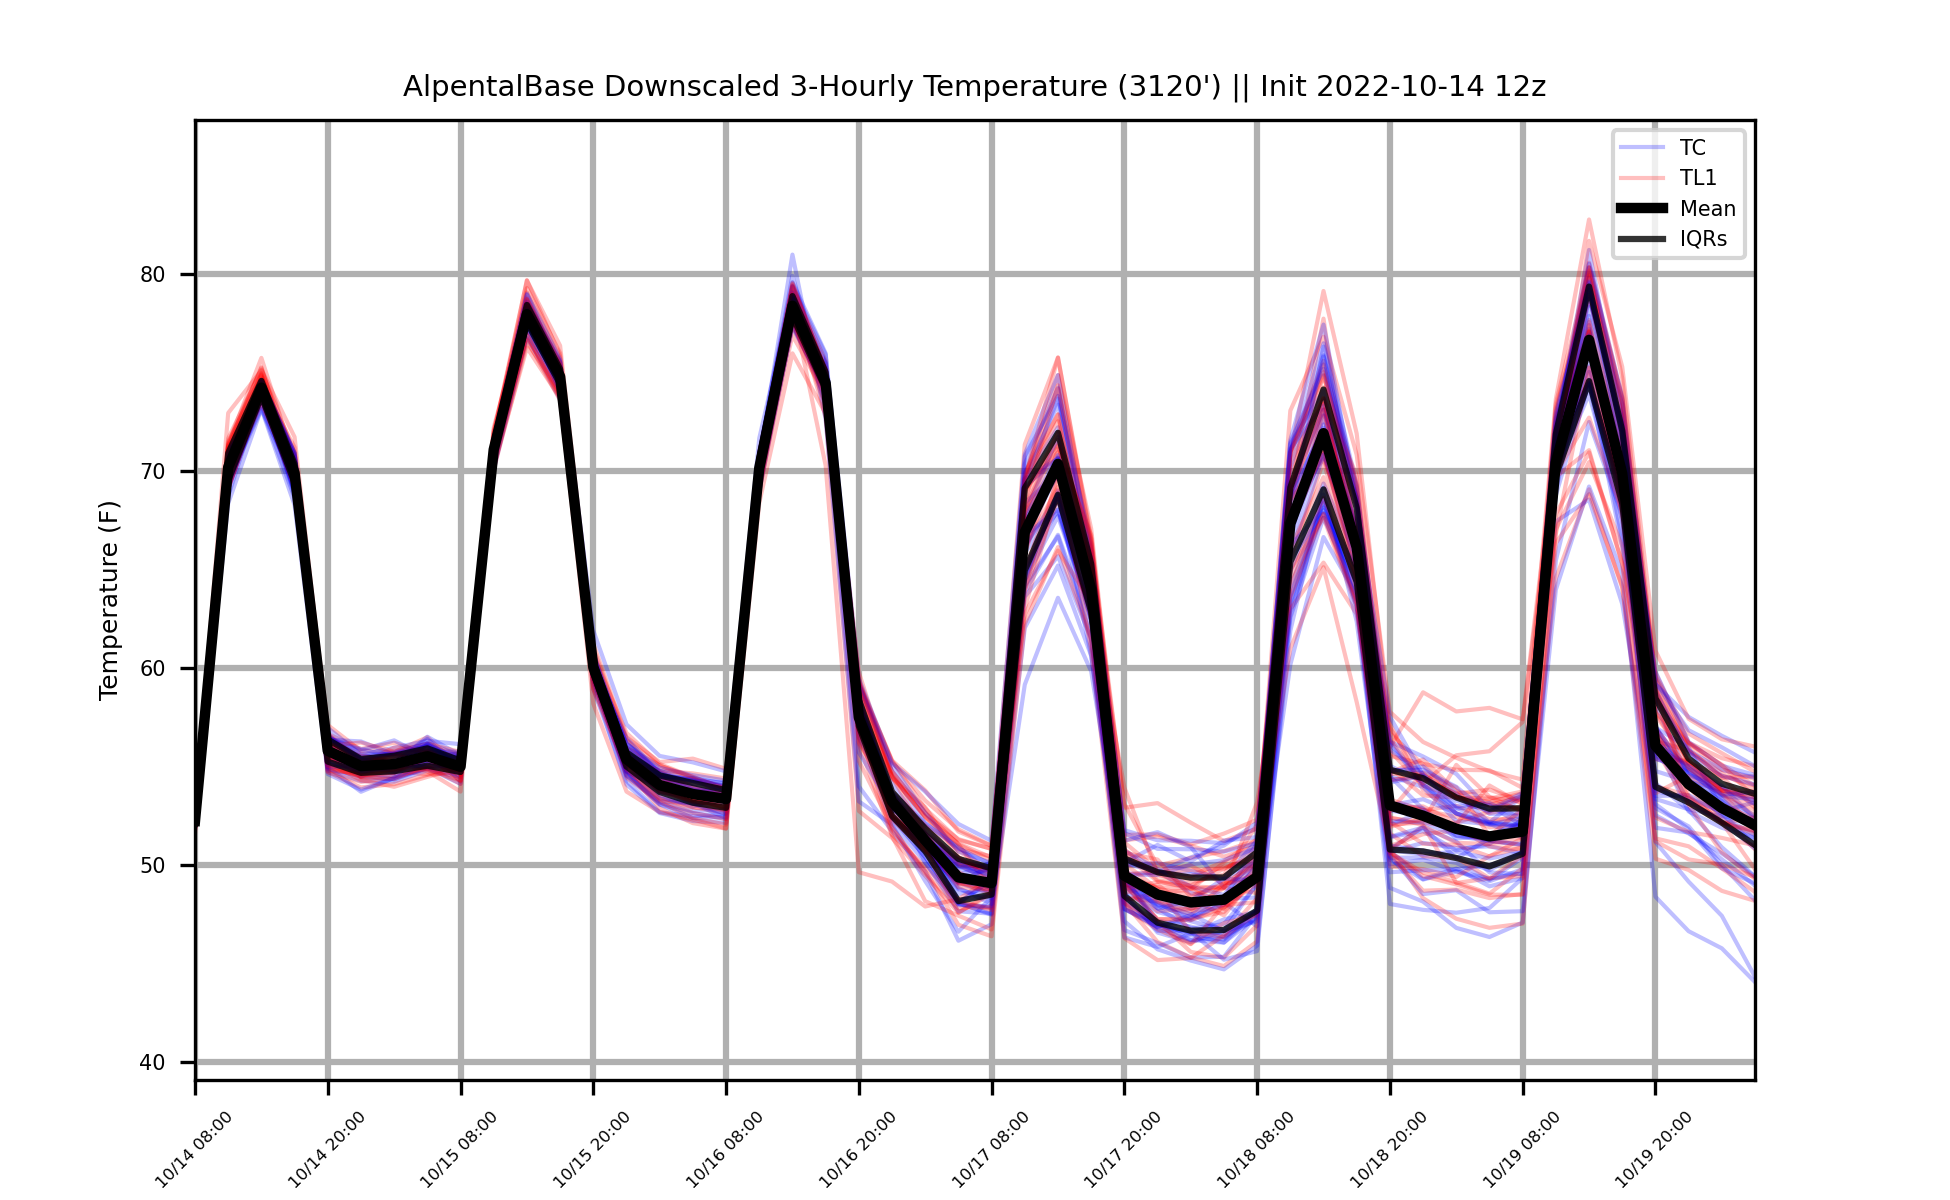 AlpentalBase Downscaled 3-Hourly Temperature (3120') || Init 2022-10-14 12z
TC
TL1
Mean
IQRs
Temperature (F)
80
70
60
50
40
10/14 08:00
10/14 20:00
10/15 08:00
10/15 20:00
10/16 08:00
10/16 20:00
10/17 08:00
10/17 20:00
10/18 08:00
10/18 20:00
10/19 08:00
10/19 20:00